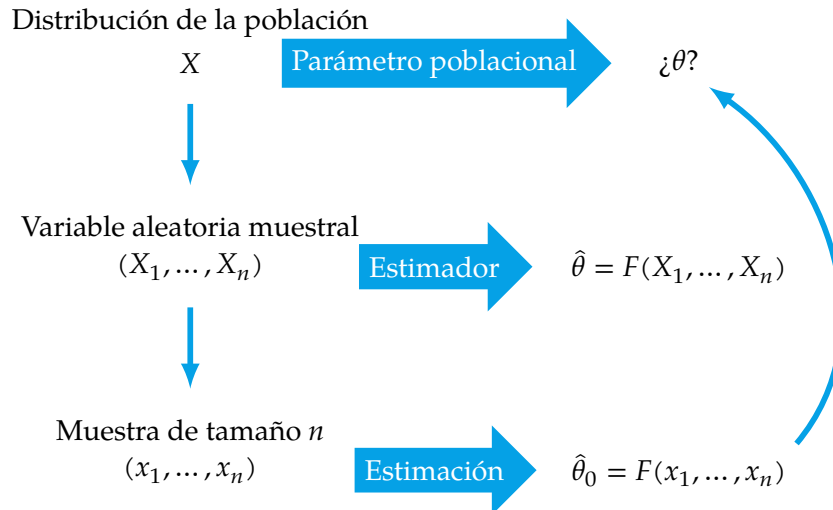 Distribución de la población
X
Parámetro poblacional
¿θ?
Variable aleatoria muestral
(X₁, … , Xₙ)
Estimador
θ̂ = F(X₁, … , Xₙ)
Muestra de tamaño n
(x₁, … , xₙ)
Estimación
θ̂₀ = F(x₁, … , xₙ)